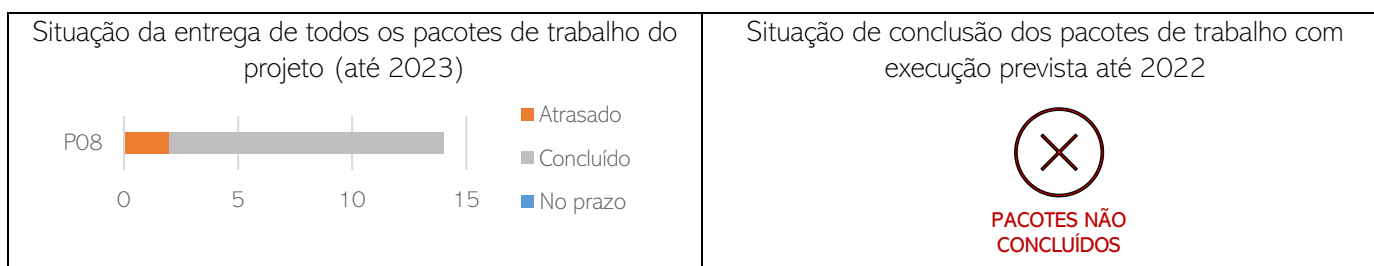 Situação da entrega de todos os pacotes de trabalho do
projeto (até 2023)
Atrasado
P08
Concluído
0 5 10 15
No prazo
Situação de conclusão dos pacotes de trabalho com
execução prevista até 2022
PACOTES NÃO
CONCLUÍDOS